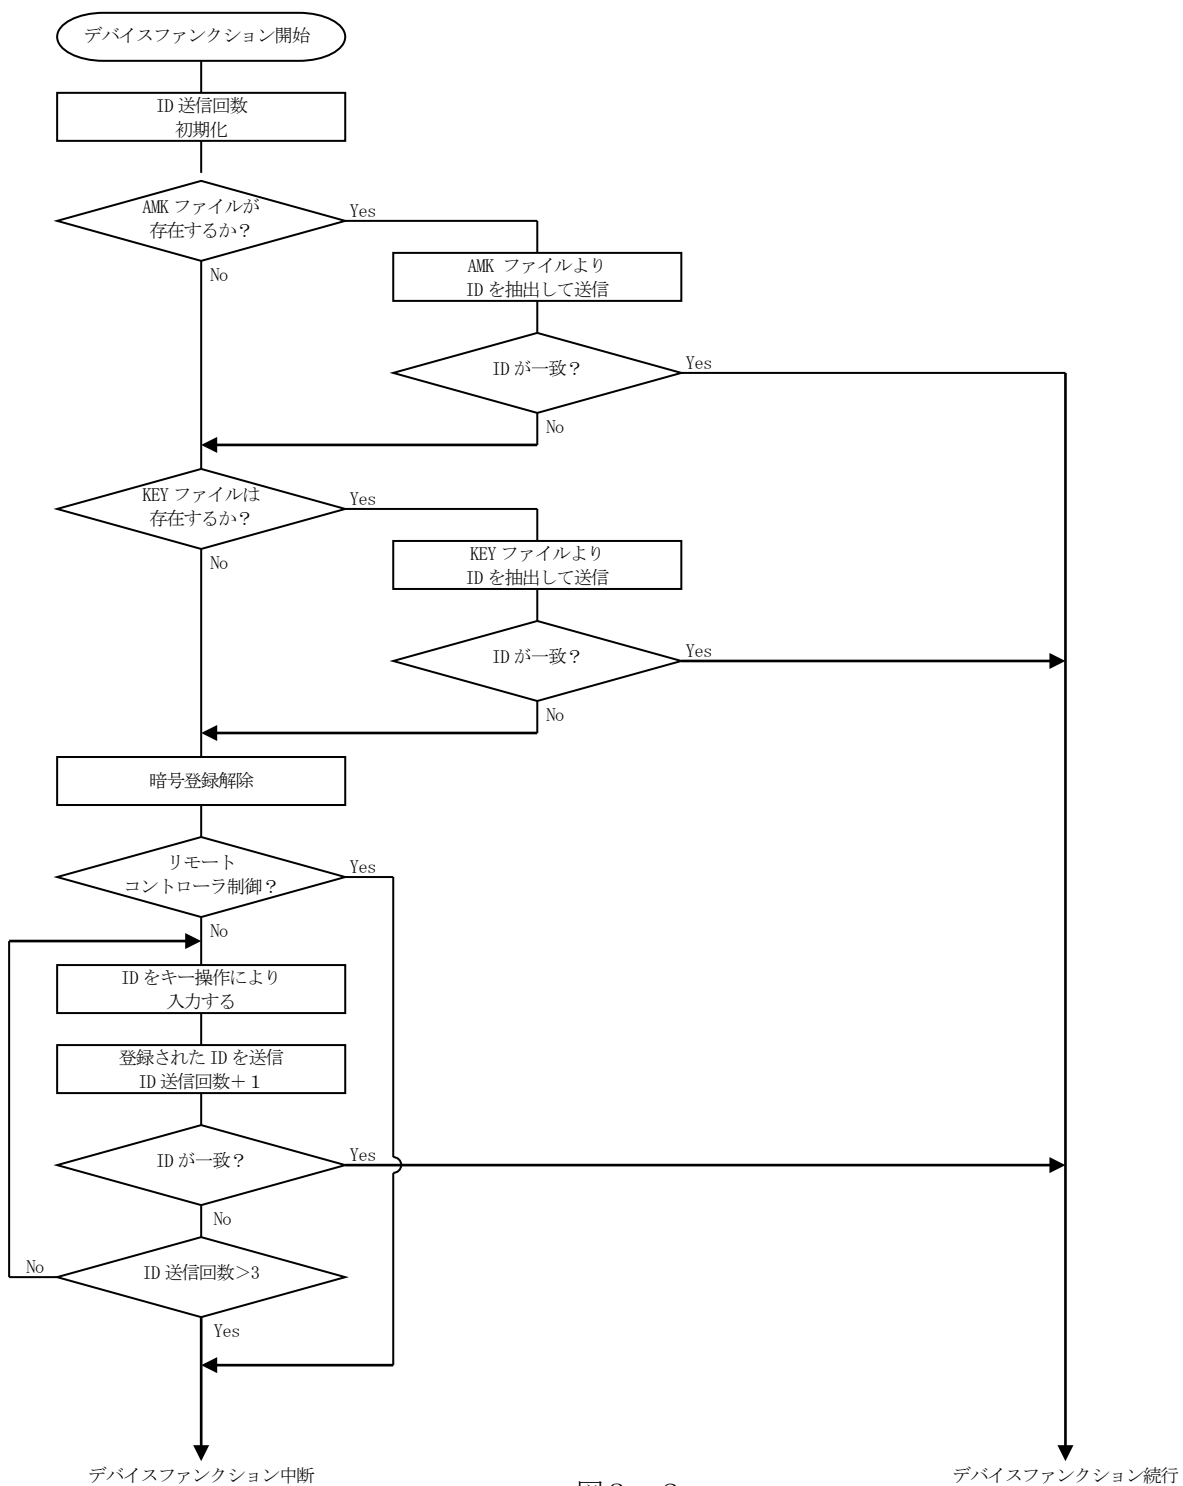 デバイスファンクション開始
ID 送信回数
初期化
AMK ファイルが
存在するか？
Yes
No
AMK ファイルより
ID を抽出して送信
ID が一致？
Yes
No
KEY ファイルは
存在するか？
Yes
No
KEY ファイルより
ID を抽出して送信
ID が一致？
Yes
No
暗号登録解除
リモート
コントローラ制御？
Yes
No
ID をキー操作により
入力する
登録された ID を送信
ID 送信回数＋１
ID が一致？
Yes
No
ID 送信回数＞3
No
Yes
デバイスファンクション中断
デバイスファンクション続行